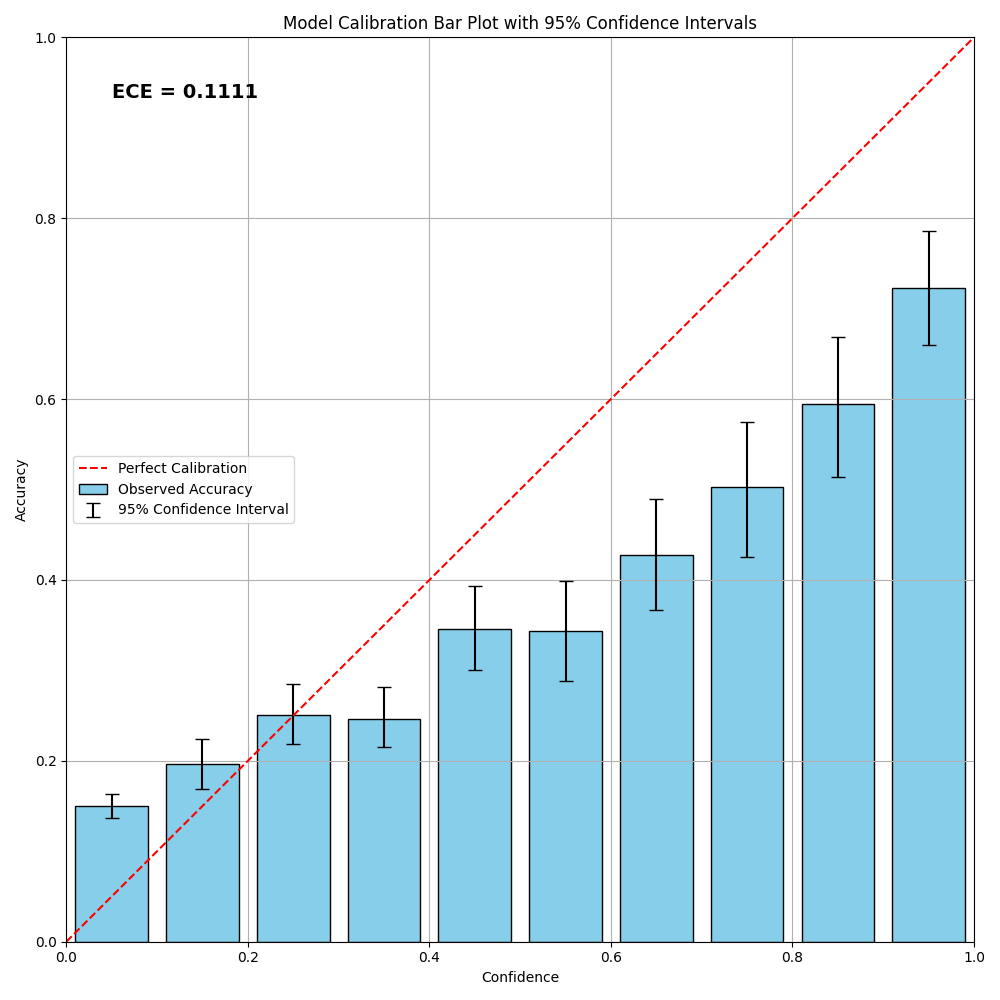 Model Calibration Bar Plot with 95% Confidence Intervals
ECE = 0.1111
1.0
0.8
0.6
0.4
0.2
0.0
Accuracy
Perfect Calibration
Observed Accuracy
95% Confidence Interval
0.0 0.2 0.4 0.6 0.8 1.0
Confidence